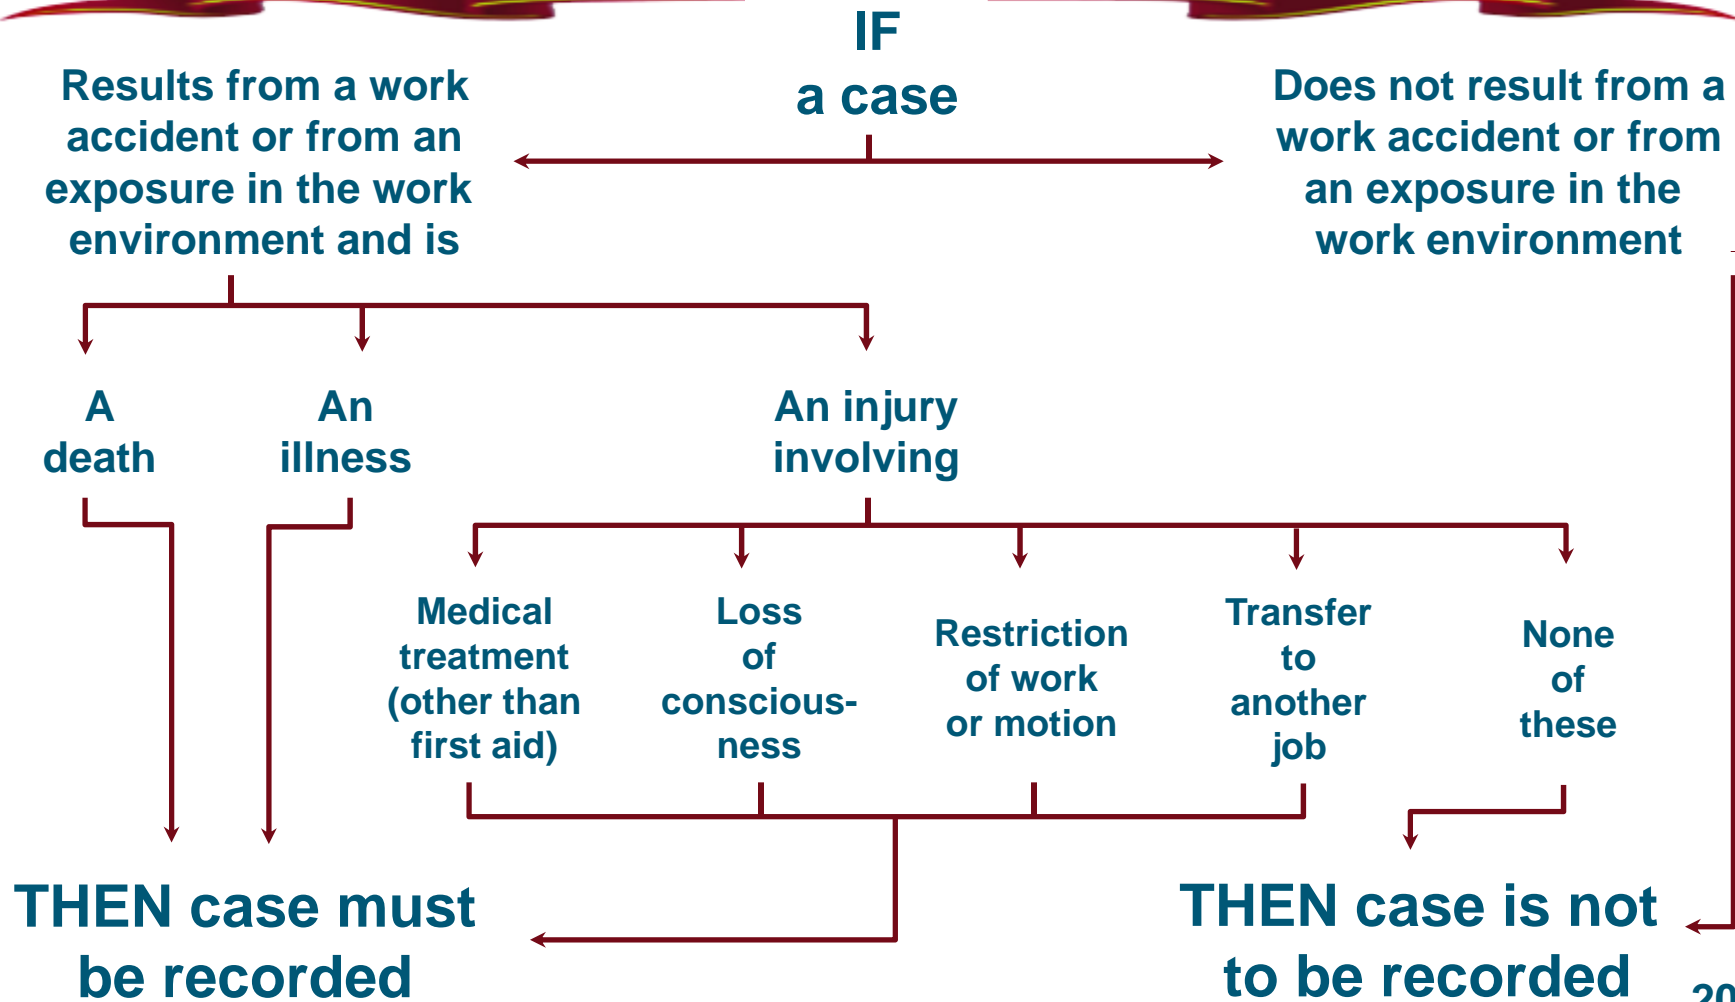 IF
a case
Results from a work
accident or from an
exposure in the work
environment and is
Does not result from a
work accident or from
an exposure in the
work environment
A
death
An
illness
An injury
involving
Medical
treatment
(other than
first aid)
Loss
of
conscious-
ness
Restriction
of work
or motion
Transfer
to
another
job
None
of
these
THEN case must
be recorded
THEN case is not
to be recorded
20